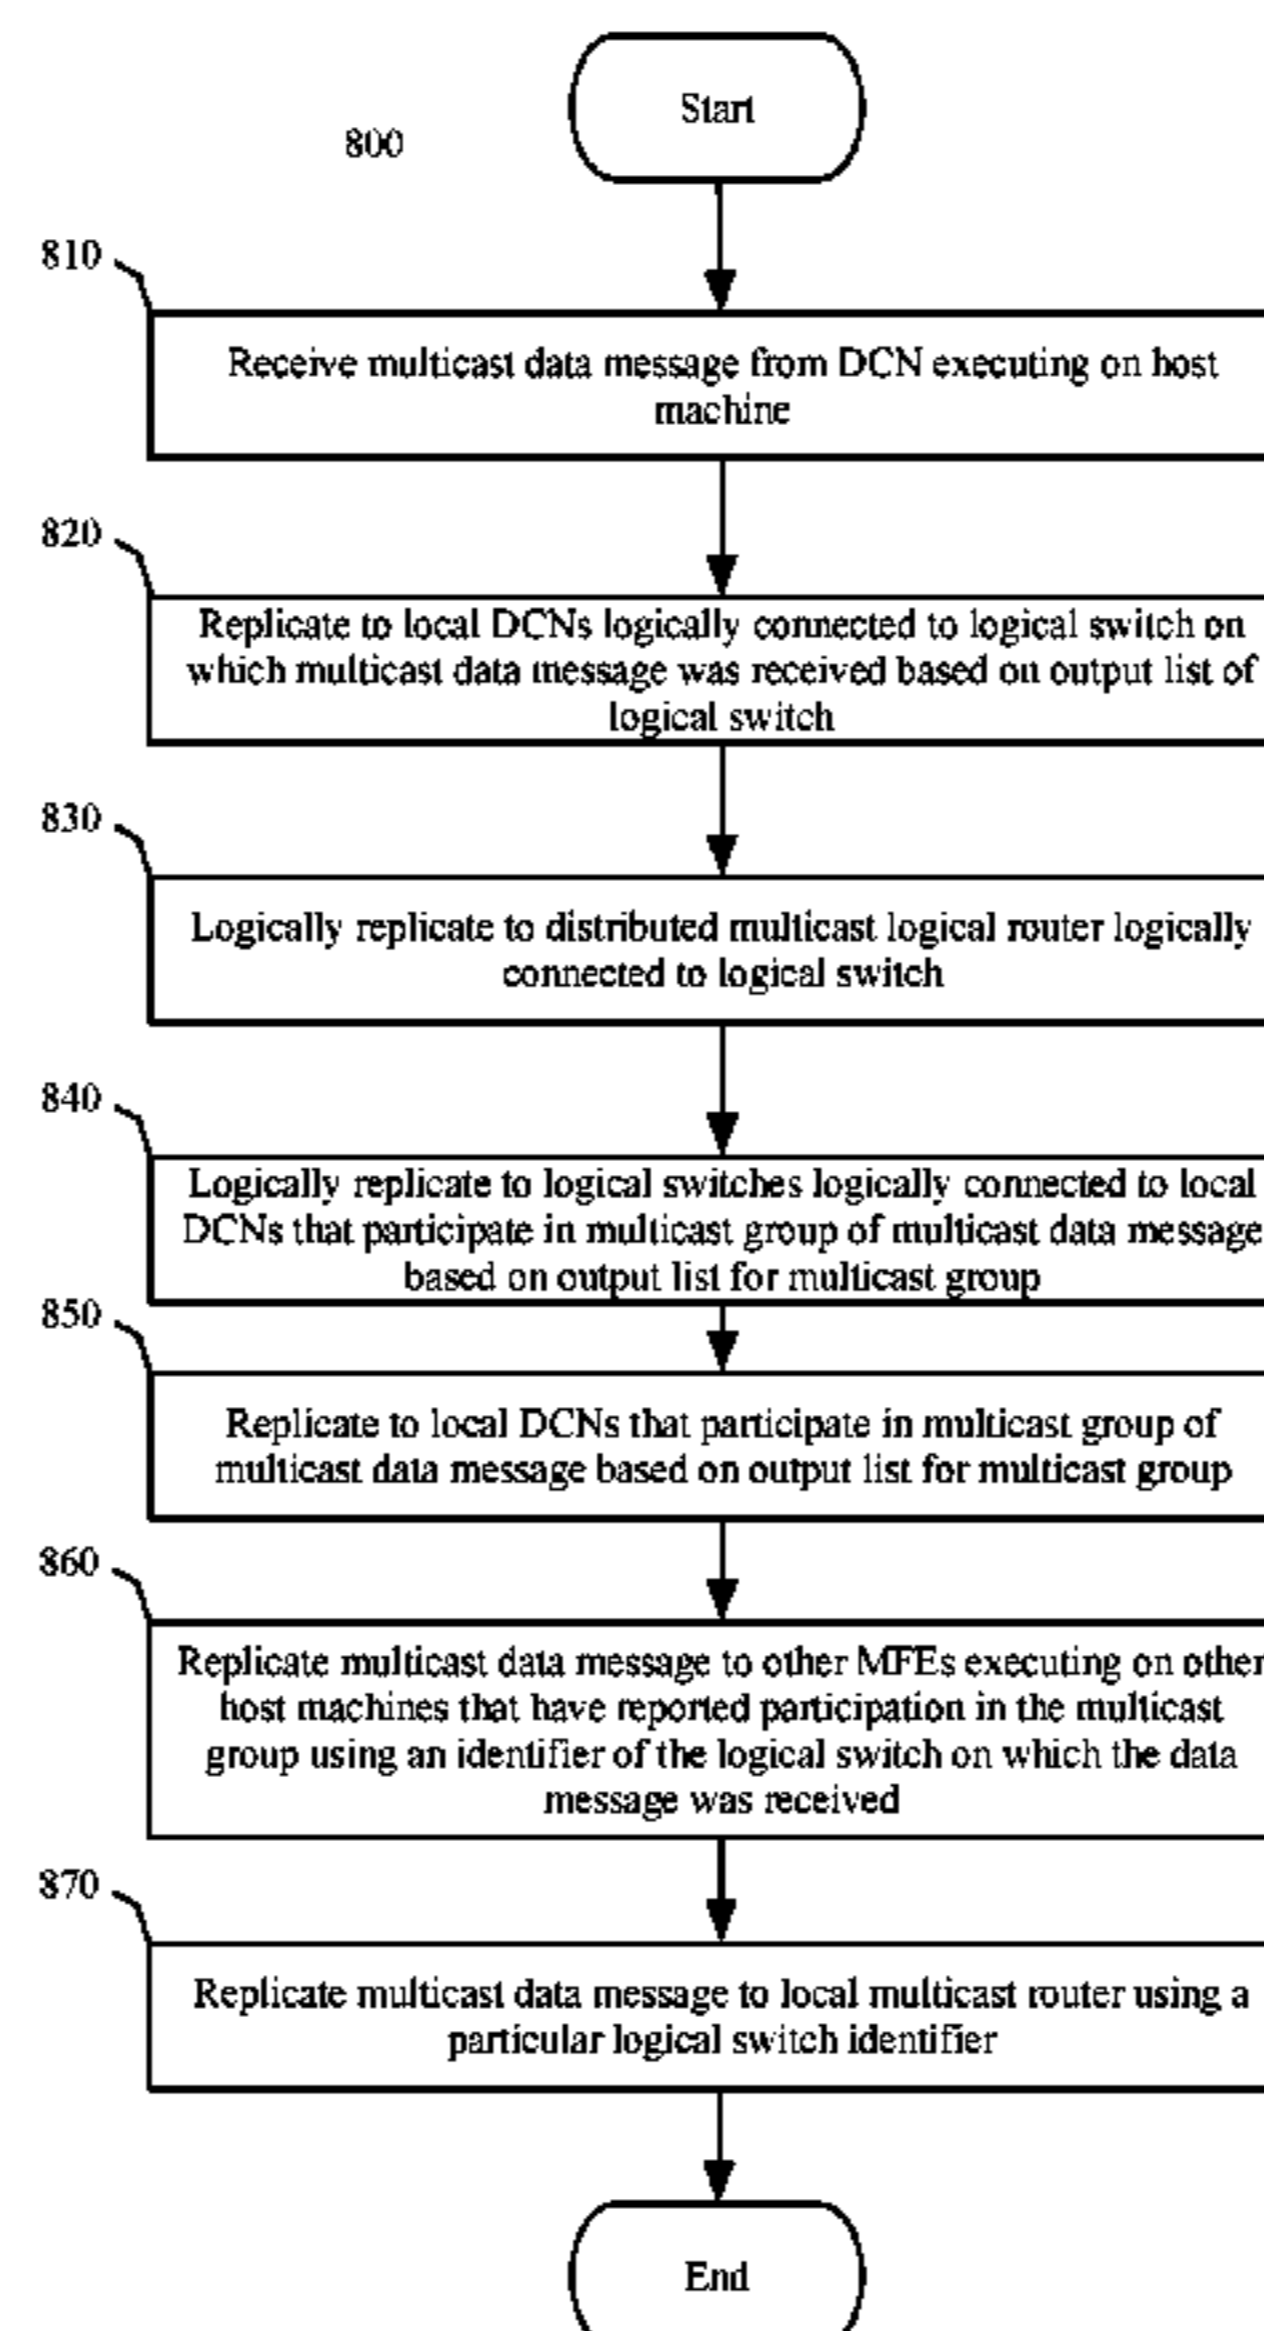 Start
800
810
Receive multicast data message from DCN executing on host
machine
820
Replicate to local DCNs logically connected to logical switch on
which multicast data message was received based on output list of
logical switch
830
Logically replicate to distributed multicast logical router logically
connected to logical switch
840
Logically replicate to logical switches logically connected to local
DCNs that participate in multicast group of multicast data message
based on output list for multicast group
850
Replicate to local DCNs that participate in multicast group of
multicast data message based on output list for multicast group
860
Replicate multicast data message to other MFEs executing on other
host machines that have reported participation in the multicast
group using an identifier of the logical switch on which the data
message was received
870
Replicate multicast data message to local multicast router using a
particular logical switch identifier
End